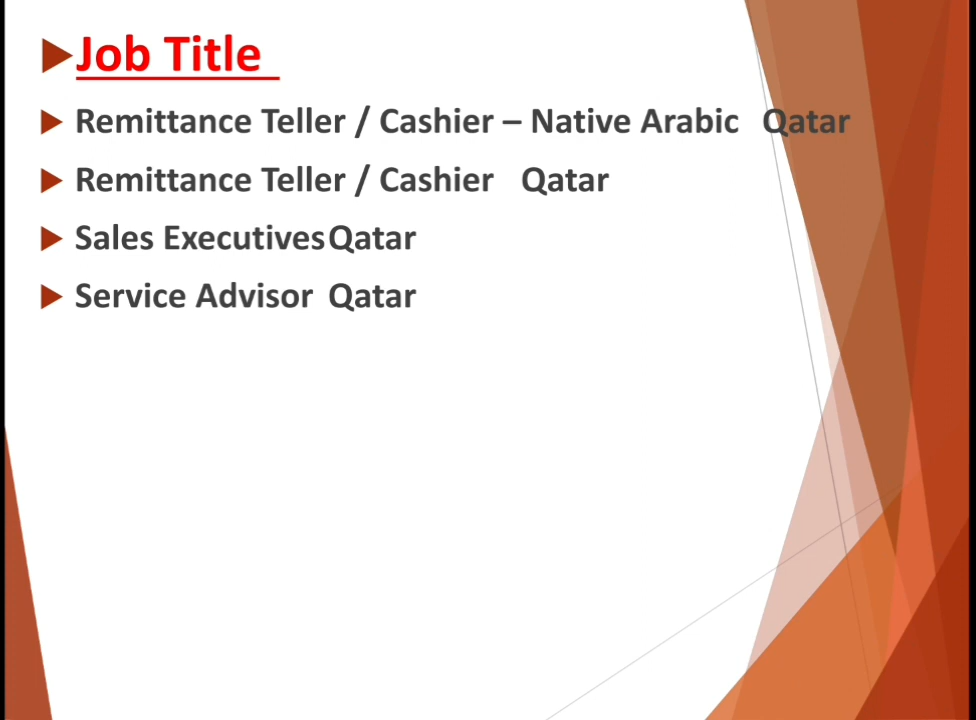 Job Title
Remittance Teller / Cashier – Native Arabic Qatar
Remittance Teller / Cashier Qatar
Sales Executives Qatar
Service Advisor Qatar